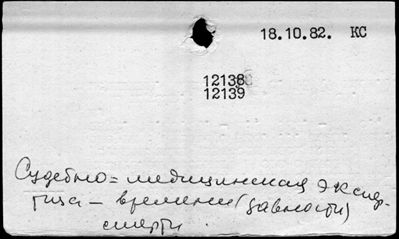 18.10.82. КС
12138
12139
Судебно=медицинская экспер-
тиза – времени (давности)
смерти.